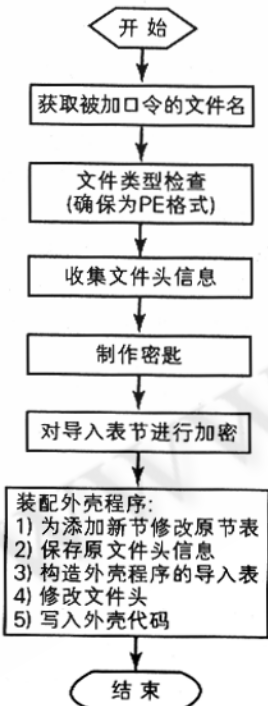 开始
获取被加口令的文件名
文件类型检查
(确保为PE格式)
收集文件头信息
制作密匙
对导入表节进行加密
装配外壳程序:
1) 为添加新节修改原节表
2) 保存原文件头信息
3) 构造外壳程序的导入表
4) 修改文件头
5) 写入外壳代码
结束